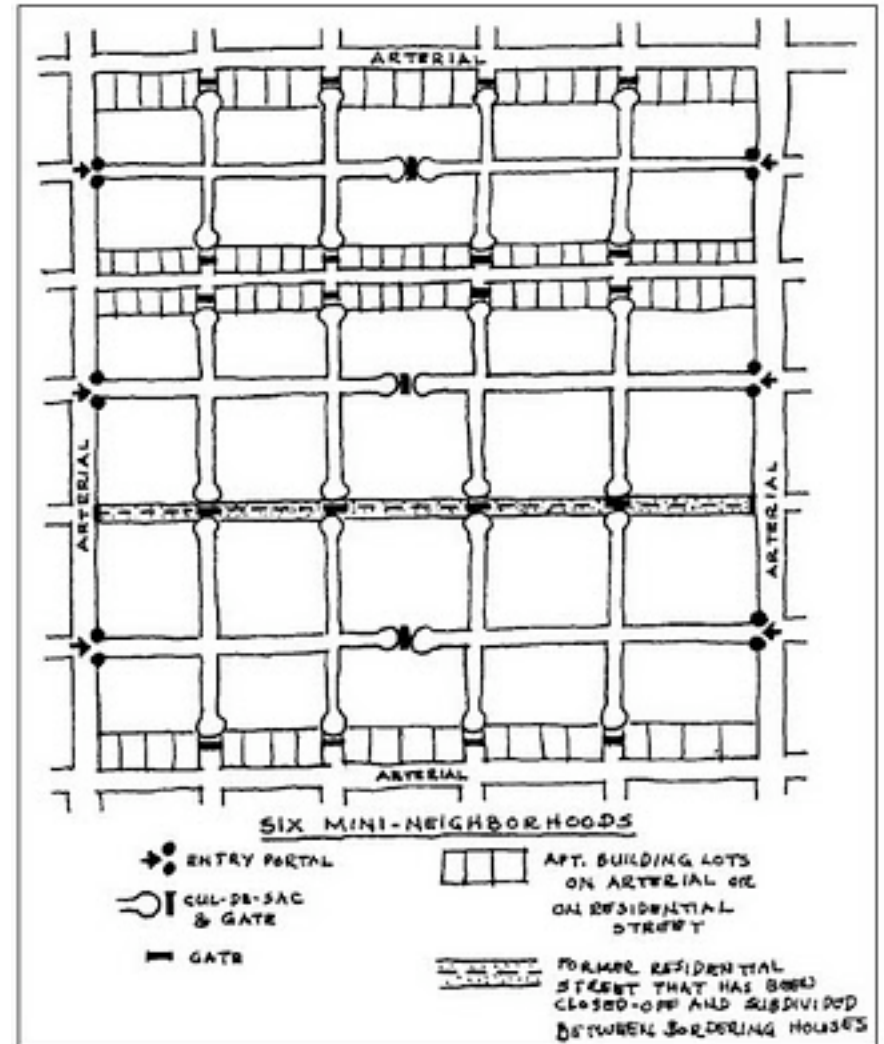 ARTERIAL
ARTERIAL
ARTERIAL
ARTERIAL
SIX MINI-NEIGHBORHOODS
ENTRY PORTAL
CUL-DE-SAC
& GATE
GATE
APT. BUILDING LOTS
ON ARTERIAL OR
ON RESIDENTIAL
STREET
FORMER RESIDENTIAL
STREET THAT HAS BEEN
CLOSED-OFF AND SUBDIVIDED
BETWEEN BORDERING HOUSES